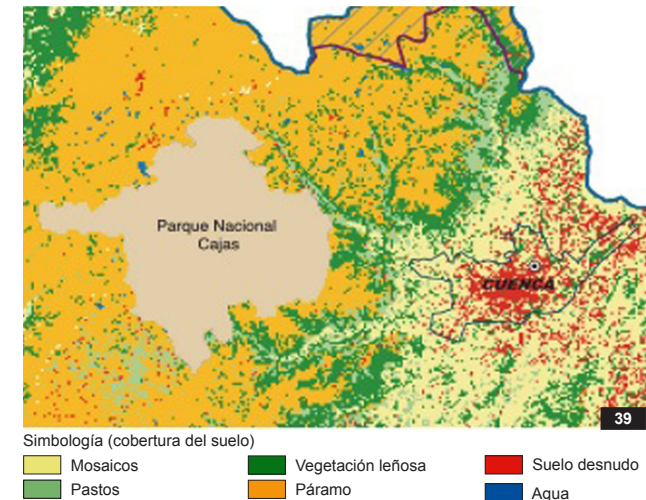 Parque Nacional
Cajas
CUENCA
39
Simbología (cobertura del suelo)
Mosaicos
Vegetación leñosa
Suelo desnudo
Pastos
Páramo
Agua